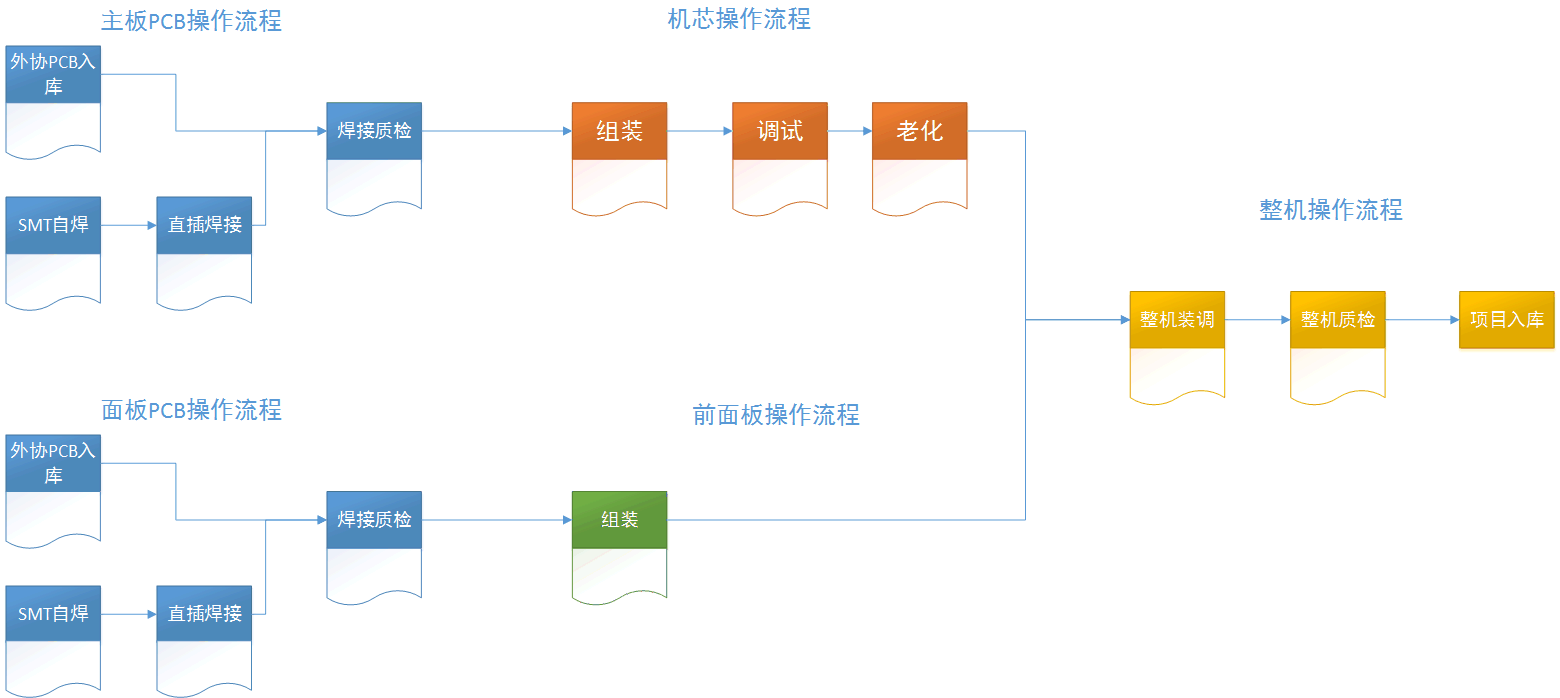 主板PCB操作流程
机芯操作流程
外协PCB入
库
焊接质检
组装
调试
老化
SMT自焊
直插焊接
整机操作流程
整机装调
整机质检
项目入库
面板PCB操作流程
前面板操作流程
外协PCB入
库
焊接质检
组装
SMT自焊
直插焊接